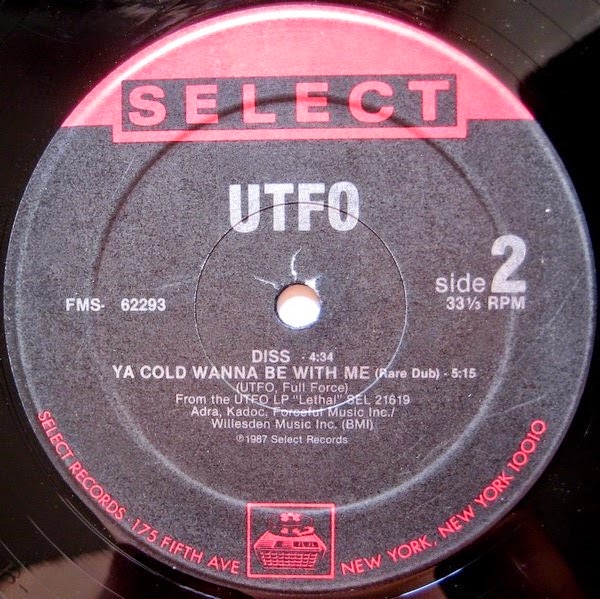 SELECT
UTFO
side 2
FMS- 62293
33⅓ RPM
DISS - 4:34
YA COLD WANNA BE WITH ME (Rare Dub) - 5:15
(UTFO, Full Force)
From the UTFO LP "Lethal" SEL 21619
Adra, Kadoc, Forceful Music Inc./
Willesden Music Inc. (BMI)
℗1987 Select Records
SELECT RECORDS 175 FIFTH AVE NEW YORK, NEW YORK 10010